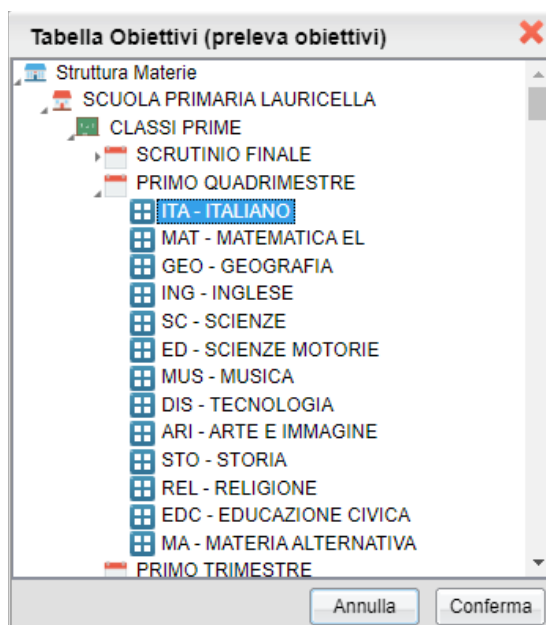 Tabella Obiettivi (preleva obiettivi)
Struttura Materie
SCUOLA PRIMARIA LAURICELLA
CLASSI PRIME
SCRUTINIO FINALE
PRIMO QUADRIMESTRE
ITA - ITALIANO
MAT - MATEMATICA EL
GEO - GEOGRAFIA
ING - INGLESE
SC - SCIENZE
ED - SCIENZE MOTORIE
MUS - MUSICA
DIS - TECNOLOGIA
ARI - ARTE E IMMAGINE
STO - STORIA
REL - RELIGIONE
EDC - EDUCAZIONE CIVICA
MA - MATERIA ALTERNATIVA
PRIMO TRIMESTRE
Annulla Conferma